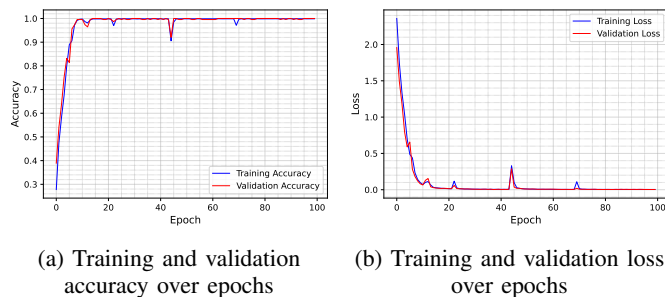 1.0
0.9
0.8
0.7
0.6
0.5
0.4
0.3
Accuracy
Training Accuracy
Validation Accuracy
0 20 40 60 80 100
Epoch
(a) Training and validation
accuracy over epochs
2.0
1.5
1.0
0.5
0.0
Loss
Training Loss
Validation Loss
0 20 40 60 80 100
Epoch
(b) Training and validation loss
over epochs